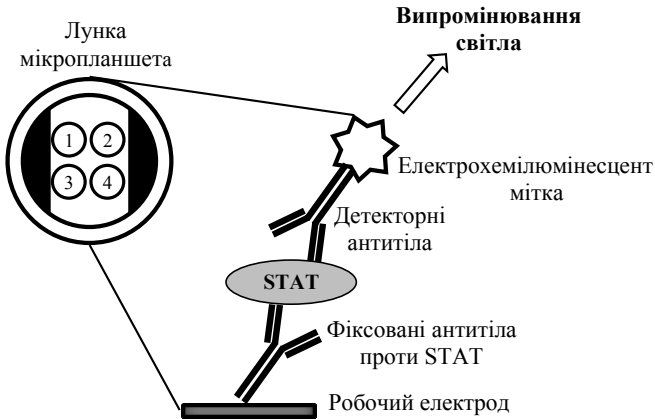 Лунка
мікропланшета
Випромінювання
світла
1 2
3 4
Електрохемілюмінесцент
мітка
Детекторні
антитіла
STAT
Фіксовані антитіла
проти STAT
Робочий електрод